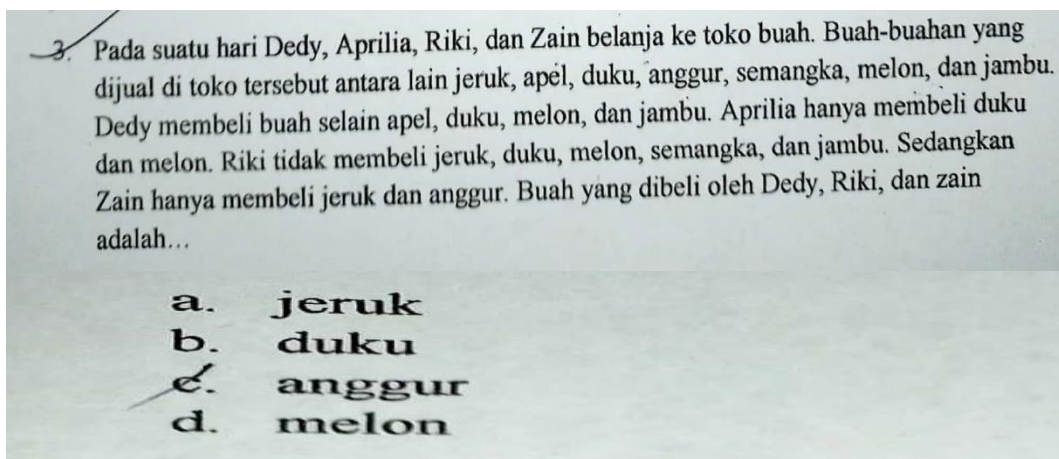 3. Pada suatu hari Dedy, Aprilia, Riki, dan Zain belanja ke toko buah. Buah-buahan yang
dijual di toko tersebut antara lain jeruk, apel, duku, anggur, semangka, melon, dan jambu.
Dedy membeli buah selain apel, duku, melon, dan jambu. Aprilia hanya membeli duku
dan melon. Riki tidak membeli jeruk, duku, melon, semangka, dan jambu. Sedangkan
Zain hanya membeli jeruk dan anggur. Buah yang dibeli oleh Dedy, Riki, dan zain
adalah...
a. jeruk
b. duku
c. anggur
d. melon